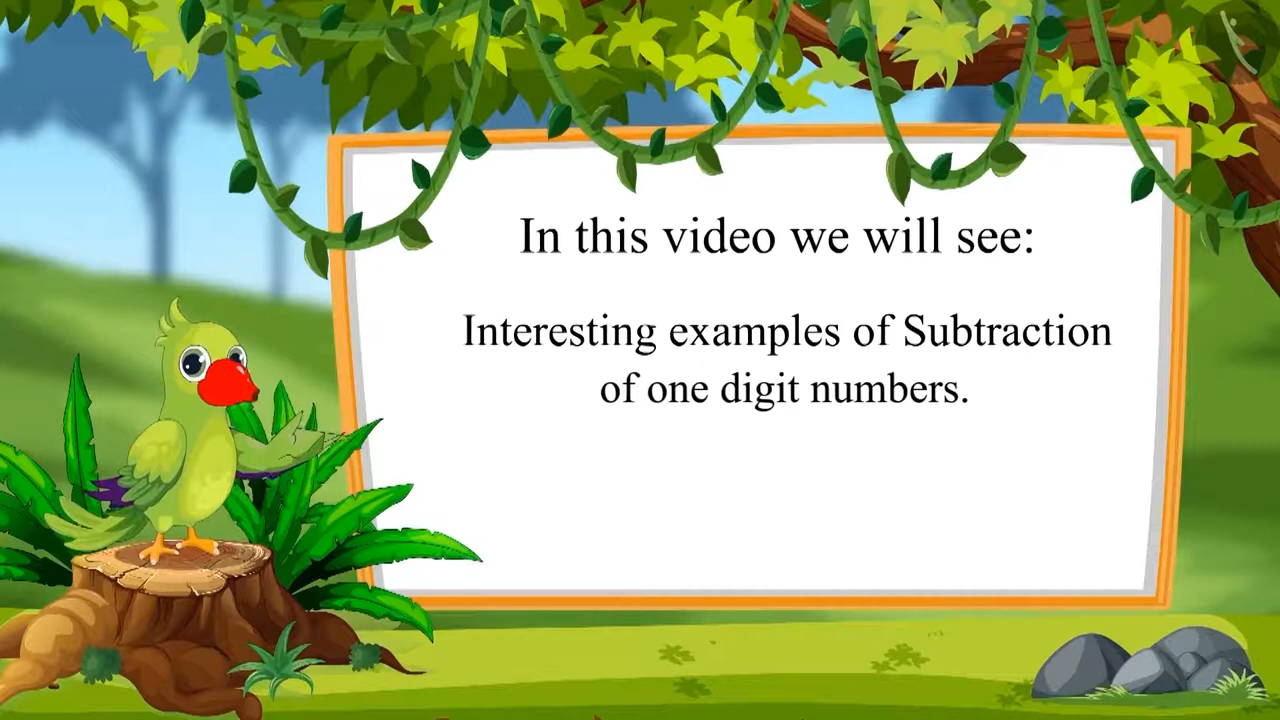 In this video we will see:
Interesting examples of Subtraction
of one digit numbers.